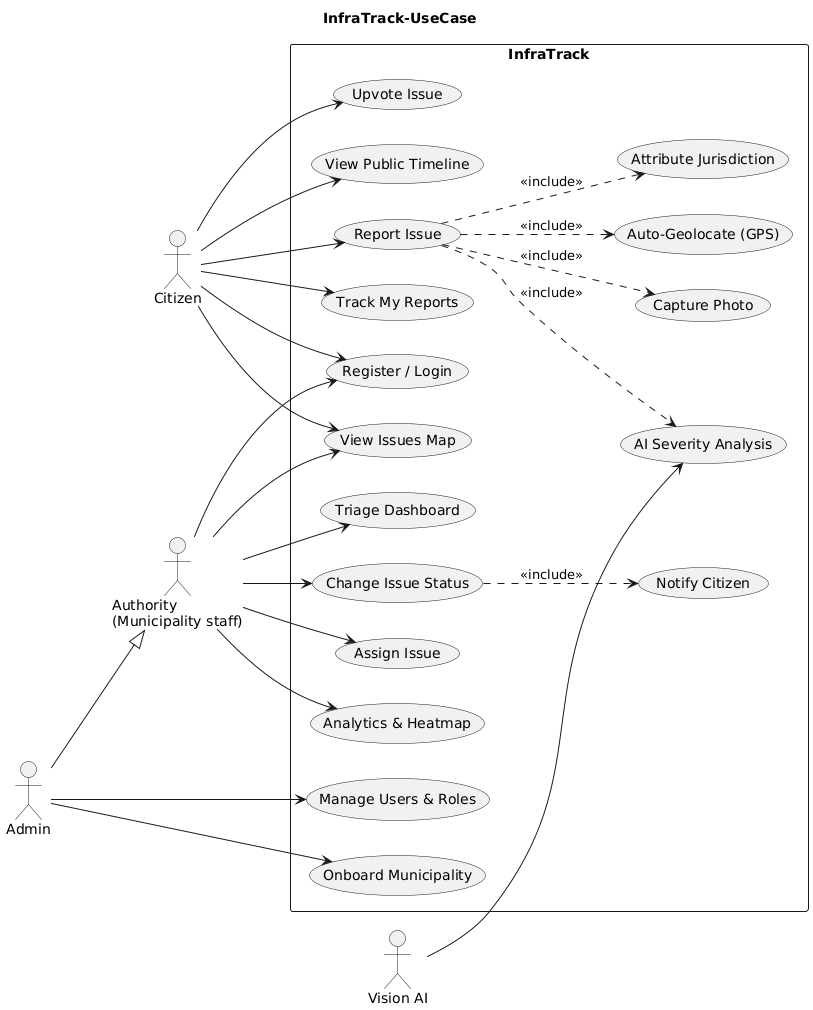 InfraTrack-UseCase
InfraTrack
Upvote Issue
View Public Timeline
Attribute Jurisdiction
«include»
Report Issue
«include»
Auto-Geolocate (GPS)
«include»
Citizen
Track My Reports
«include»
Capture Photo
Register / Login
View Issues Map
AI Severity Analysis
Triage Dashboard
Authority
(Municipality staff)
Change Issue Status
«include»
Notify Citizen
Assign Issue
Analytics & Heatmap
Admin
Manage Users & Roles
Onboard Municipality
Vision AI